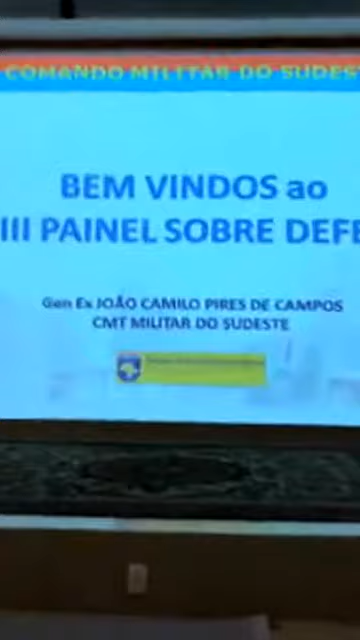 COMANDO MILITAR DO SUDEST
BEM VINDOS ao
III PAINEL SOBRE DEFE
Gen Ex JOÃO CAMILO PIRES DE CAMPOS
CMT MILITAR DO SUDESTE